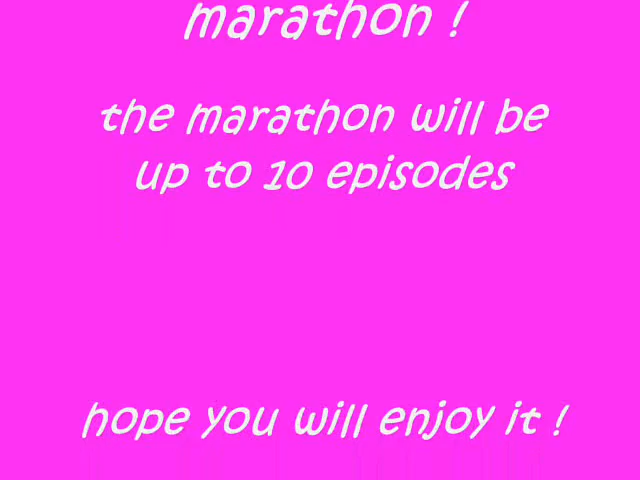 marathon !
the marathon will be
up to 10 episodes
hope you will enjoy it !